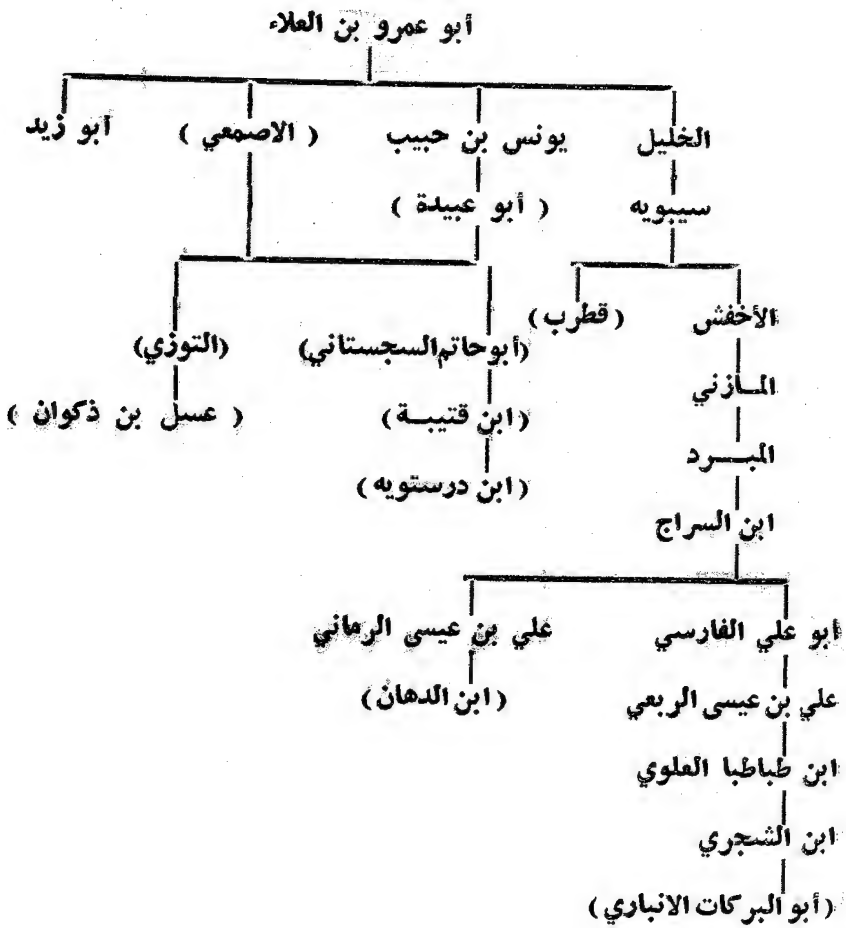 أبو عمرو بن العلاء
الخليل يونس بن حبيب ( الاصمعي ) أبو زيد
سيبويه ( أبو عبيدة )
الأخفش (قطرب) (أبوحاتم السجستاني) (التوزي)
المازني (ابن قتيبة) ( عسل بن ذكوان )
المبرد (ابن درستويه)
ابن السراج
أبو علي الفارسي علي بن عيسى الرماني
علي بن عيسى الربعي (ابن الدهان)
ابن طباطبا العلوي
ابن الشجري
(أبو البركات الانباري)